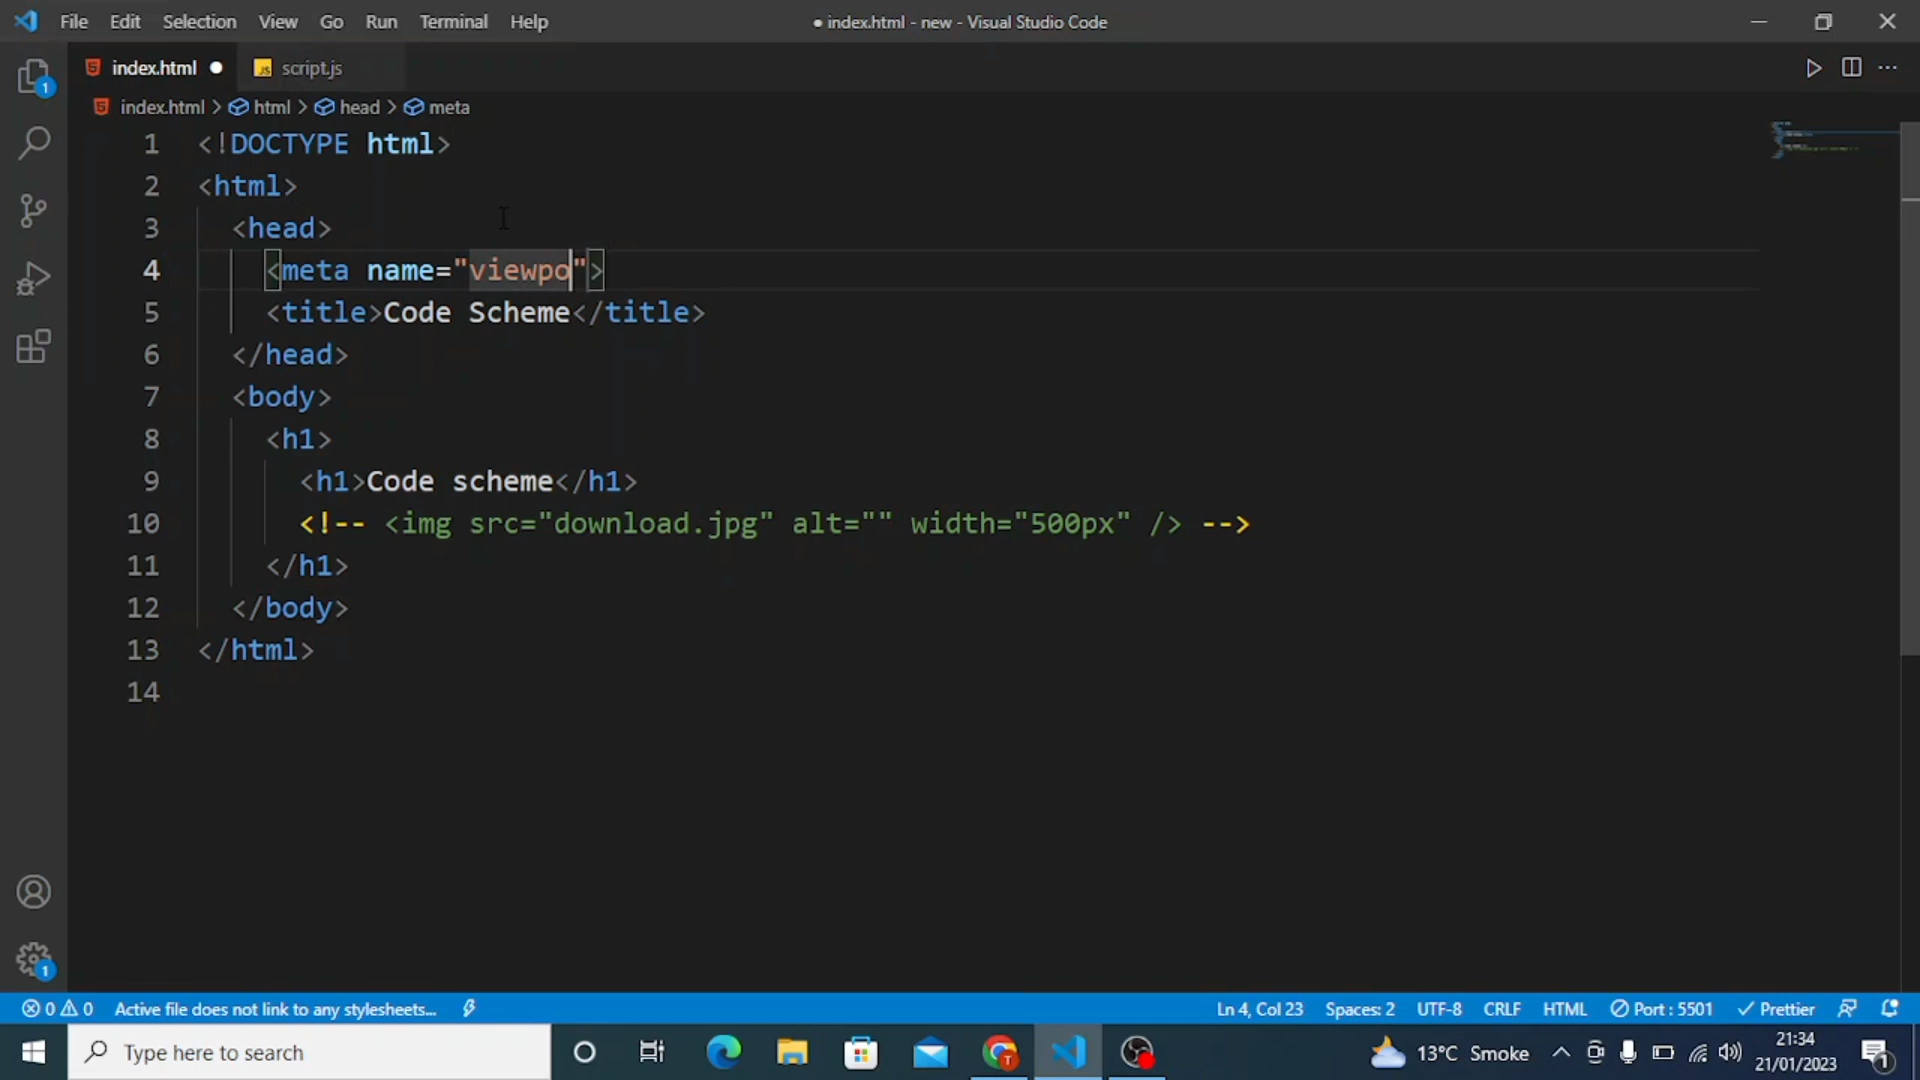 File Edit Selection View Go Run Terminal Help
● index.html - new - Visual Studio Code
index.html ● JS script.js
index.html > html > head > meta
1 <!DOCTYPE html>
2 <html>
3 <head>
4 <meta name="viewpo">
5 <title>Code Scheme</title>
6 </head>
7 <body>
8 <h1>
9 <h1>Code scheme</h1>
10 <!-- <img src="download.jpg" alt="" width="500px" /> -->
11 </h1>
12 </body>
13 </html>
14
1
1
0 0 Active file does not link to any stylesheets... Ln 4, Col 23 Spaces: 2 UTF-8 CRLF HTML Port : 5501 Prettier
Type here to search
T
13°C Smoke
21:34
21/01/2023
1